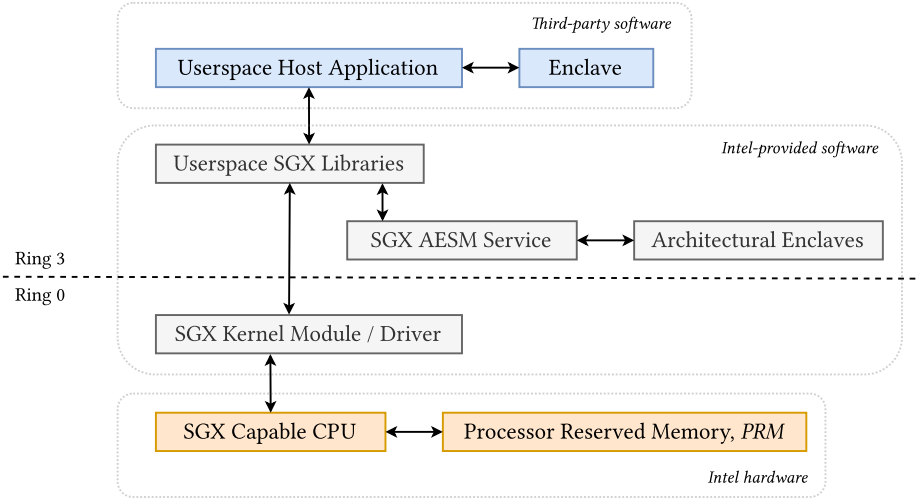 Third-party software
Userspace Host Application
Enclave
Intel-provided software
Userspace SGX Libraries
SGX AESM Service
Architectural Enclaves
Ring 3
Ring 0
SGX Kernel Module / Driver
SGX Capable CPU
Processor Reserved Memory, PRM
Intel hardware